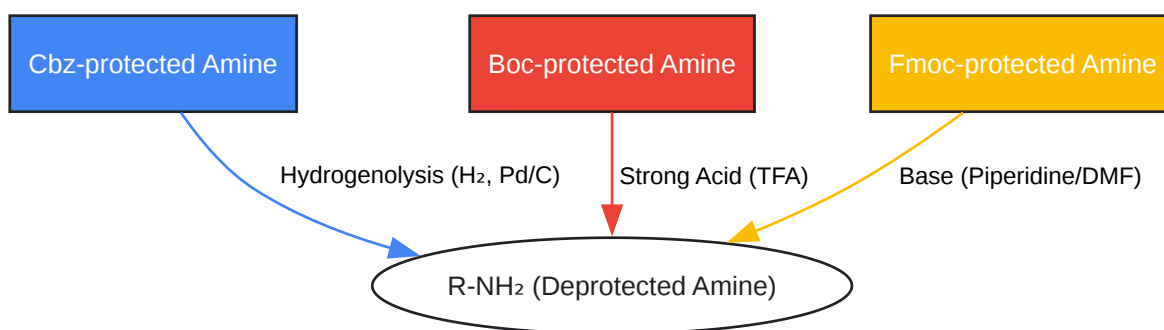 Cbz-protected Amine
Boc-protected Amine
Fmoc-protected Amine
Hydrogenolysis (H₂, Pd/C)
Strong Acid (TFA)
Base (Piperidine/DMF)
R-NH₂ (Deprotected Amine)